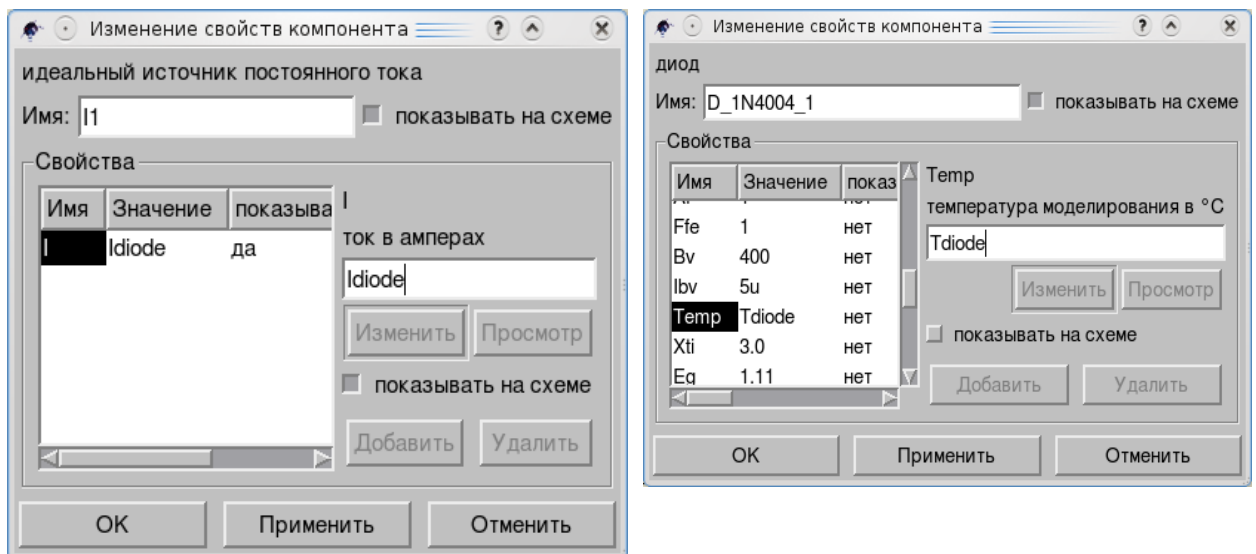 Изменение свойств компонента
идеальный источник постоянного тока
Имя: I1
показывать на схеме
Свойства
Имя Значение показыва
I Idiode да
I
ток в амперах
Idiode
Изменить Просмотр
показывать на схеме
Добавить Удалить
OK Применить Отменить
Изменение свойств компонента
диод
Имя: D_1N4004_1
показывать на схеме
Свойства
Имя Значение показ
Ffe 1 нет
Bv 400 нет
Ibv 5u нет
Temp Tdiode нет
Xti 3.0 нет
Eg 1.11 нет
Temp
температура моделирования в °C
Tdiode
Изменить Просмотр
показывать на схеме
Добавить Удалить
OK Применить Отменить